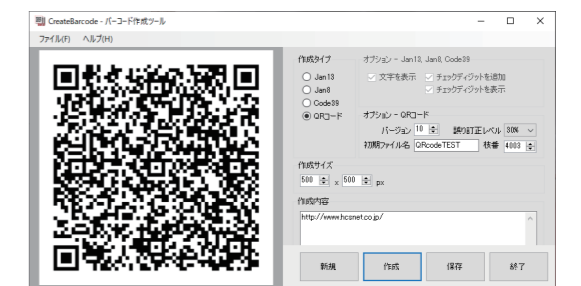 CreateBarcode - バーコード作成ツール
ファイル(F) ヘルプ(H)
作成タイプ
Jan13
Jan8
Code39
QRコード
オプション - Jan13, Jan8, Code39
文字を表示 チェックディジットを追加
チェックディジットを表示
オプション - QRコード
バージョン 10 誤り訂正レベル 30%
初期ファイル名 QRcodeTEST 枝番 4003
作成サイズ
500 x 500 px
作成内容
http://www.hcsnet.co.jp/
新規 作成 保存 終了